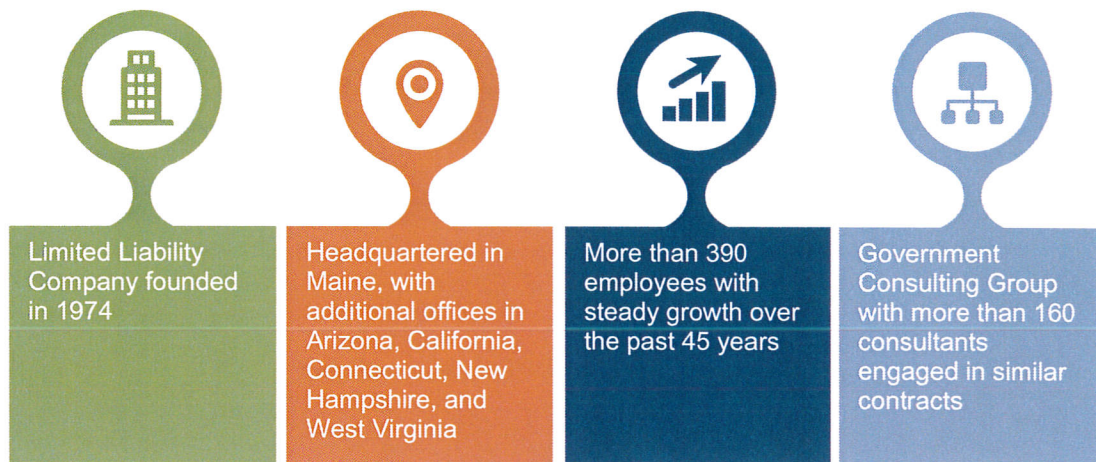 Limited Liability
Company founded
in 1974
Headquartered in
Maine, with
additional offices in
Arizona, California,
Connecticut, New
Hampshire, and
West Virginia
More than 390
employees with
steady growth over
the past 45 years
Government
Consulting Group
with more than 160
consultants
engaged in similar
contracts